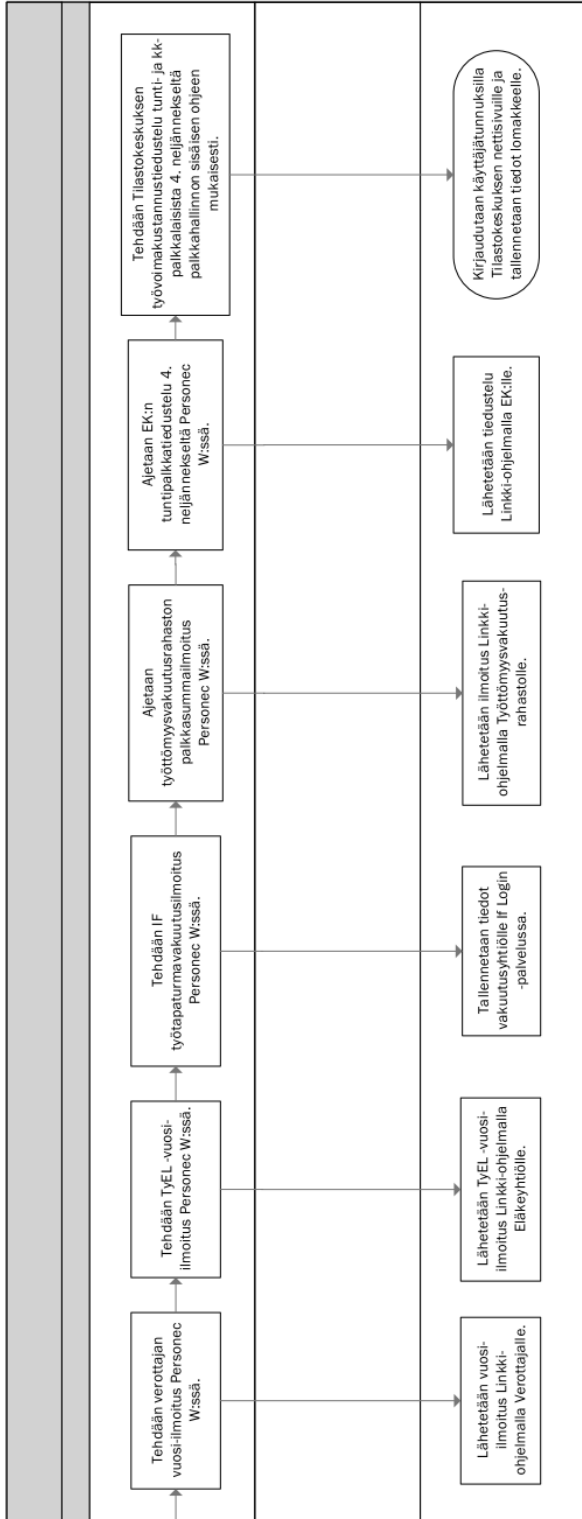 Tehdään verottajan
vuosi-ilmoitus Personec
W:ssä.
Tehdään TyEL -vuosi-
ilmoitus Personec W:ssä.
Tehdään IF
työtapaturmavakuutusilmoitus
Personec W:ssä.
Ajetaan
työttömyysvakuutusrahaston
palkkasummailmoitus
Personec W:ssä.
Ajetaan EK:n
tuntipalkkatiedustelu 4.
neljännekseltä Personec
W:ssä.
Tehdään Tilastokeskuksen
työvoimakustannustiedustelu tunti- ja kk-
palkkalaisista 4. neljännekseltä
palkkahallinnon sisäisen ohjeen
mukaisesti.
Lähetetään vuosi-
ilmoitus Linkki-
ohjelmalla Verottajalle.
Lähetetään TyEL -vuosi-
ilmoitus Linkki-ohjelmalla
Eläkeyhtiölle.
Tallennetaan tiedot
vakuutusyhtiölle If Login
-palvelussa.
Lähetetään ilmoitus Linkki-
ohjelmalla Työttömyysvakuutus-
rahastolle.
Lähetetään tiedustelu
Linkki-ohjelmalla EK:lle.
Kirjaudutaan käyttäjätunnuksilla
Tilastokeskuksen nettisivuille ja
tallennetaan tiedot lomakkeelle.